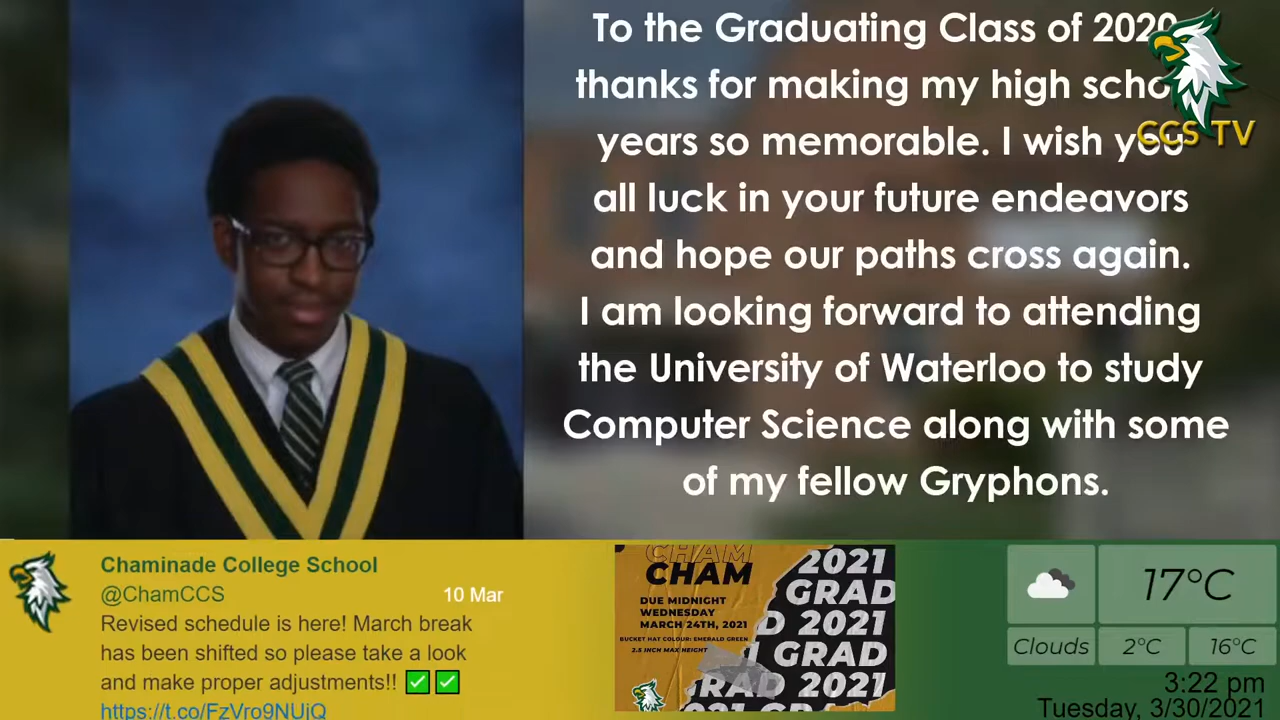 To the Graduating Class of 2020
thanks for making my high
years so memorable. I wish you
all luck in your future endeavors
and hope our paths cross again.
I am looking forward to attending
the University of Waterloo to study
Computer Science along with some
of my fellow Gryphons.
CCS TV
Chaminade College School
@ChamCCS
10 Mar
Revised schedule is here! March break
has been shifted so please take a look
and make proper adjustments!! ✅✅
https://t.co/FzVro9NUiQ
CHAM
CHAM
DUE MIDNIGHT
WEDNESDAY
MARCH 24TH, 2021
BUCKET HAT COLOUR: EMERALD GREEN
2.5 INCH MAX HEIGHT
2021
GRAD
D 2021
GRAD
D 2021
GRAD
GRAD 2021
17°C
Clouds
2°C
16°C
3:22 pm
Tuesday, 3/30/2021